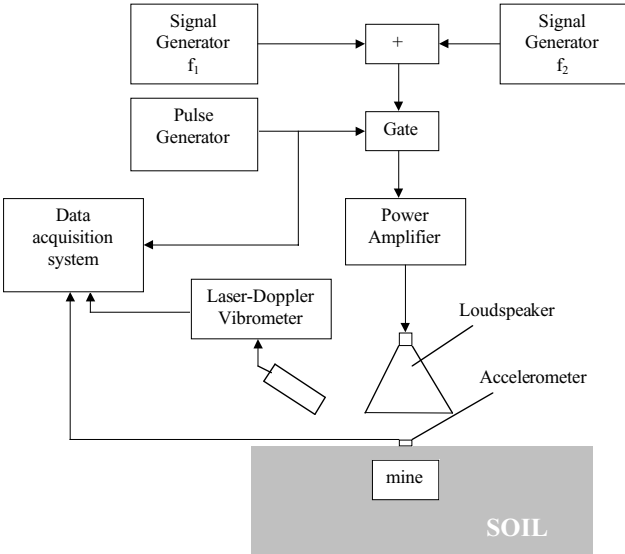 Signal
Generator
f₁
+
Signal
Generator
f₂
Pulse
Generator
Gate
Data
acquisition
system
Power
Amplifier
Laser-Doppler
Vibrometer
Loudspeaker
Accelerometer
mine
SOIL